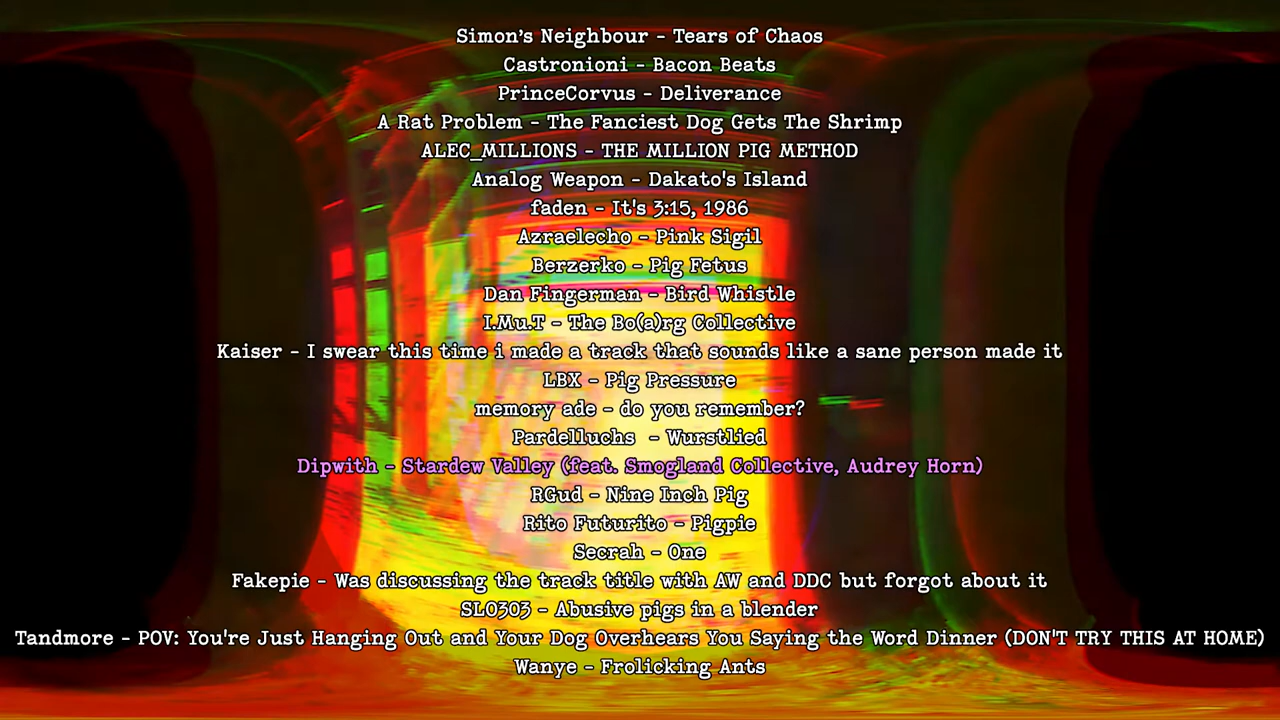 Simon's Neighbour - Tears of Chaos
Castronioni - Bacon Beats
PrinceCorvus - Deliverance
A Rat Problem - The Fanciest Dog Gets The Shrimp
ALEC_MILLIONS - THE MILLION PIG METHOD
Analog Weapon - Dakato's Island
faden - It's 3:15, 1986
Azraelecho - Pink Sigil
Berzerko - Pig Fetus
Dan Fingerman - Bird Whistle
I.Mu.T - The Bo(a)rg Collective
Kaiser - I swear this time i made a track that sounds like a sane person made it
LBX - Pig Pressure
memory ade - do you remember?
Pardelluchs - Wurstlied
Dipwith - Stardew Valley (feat. Smogland Collective, Audrey Horn)
RGud - Nine Inch Pig
Rito Futurito - Pigpie
Secrah - One
Fakepie - Was discussing the track title with AW and DDC but forgot about it
SLO303 - Abusive pigs in a blender
Tandmore - POV: You're Just Hanging Out and Your Dog Overhears You Saying the Word Dinner (DON'T TRY THIS AT HOME)
Wanye - Frolicking Ants